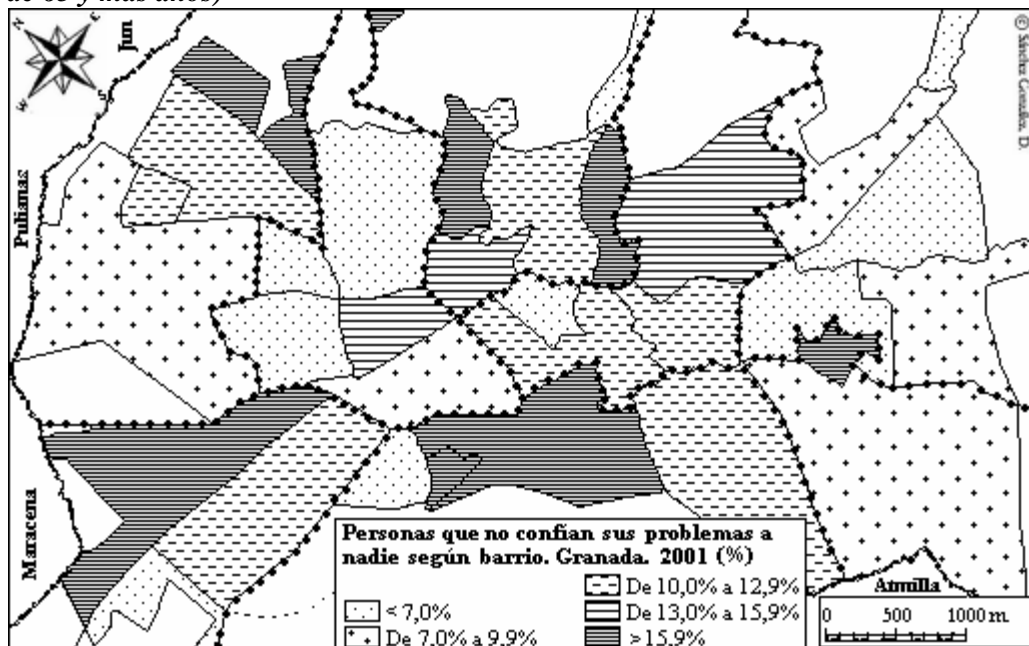 de 65 y más años)
N
E
S
W
Jun
© Sánchez González, D.
Pulianas
Maracena
Personas que no confían sus problemas a
nadie según barrio. Granada. 2001 (%)
< 7,0%
De 7,0% a 9,9%
De 10,0% a 12,9%
De 13,0% a 15,9%
> 15,9%
Armilla
0 500 1000 m.